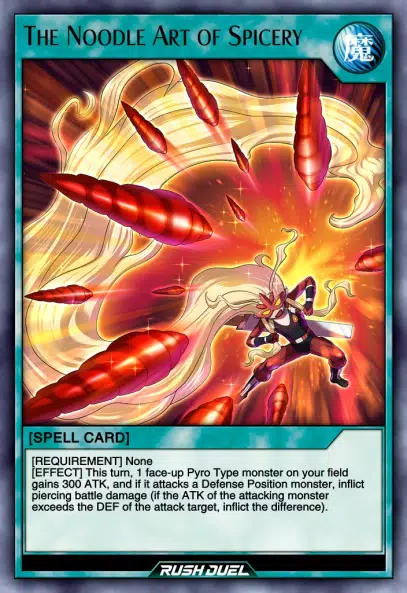 The Noodle Art of Spicery
魔
[SPELL CARD]
[REQUIREMENT] None
[EFFECT] This turn, 1 face-up Pyro Type monster on your field
gains 300 ATK, and if it attacks a Defense Position monster, inflict
piercing battle damage (if the ATK of the attacking monster
exceeds the DEF of the attack target, inflict the difference).
RUSH DUEL